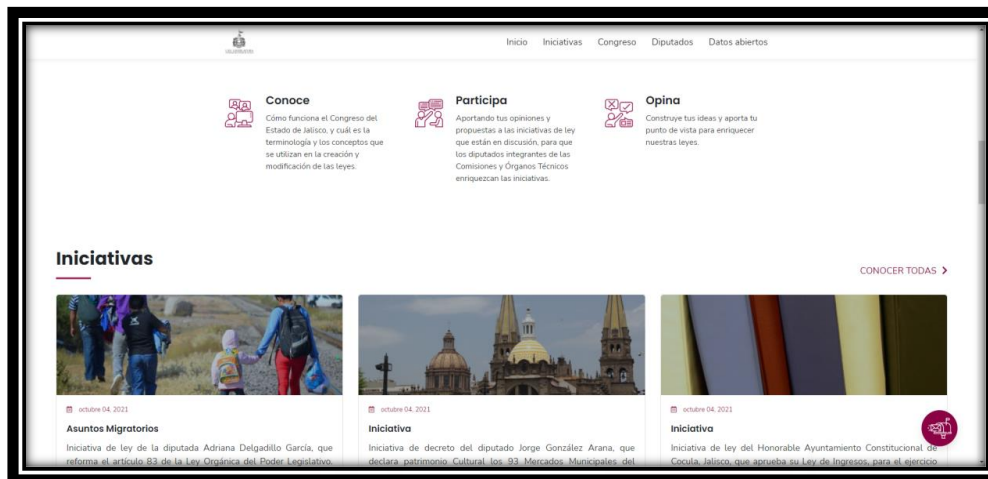 Inicio Iniciativas Congreso Diputados Datos abiertos
Conoce
Cómo funciona el Congreso del
Estado de Jalisco, y cuál es la
terminología y los conceptos que
se utilizan en la creación y
modificación de las leyes.
Participa
Aportando tus opiniones y
propuestas a las iniciativas de ley
que están en discusión, para que
los diputados integrantes de las
Comisiones y Órganos Técnicos
enriquezcan las iniciativas.
Opina
Construye tus ideas y aporta tu
punto de vista para enriquecer
nuestras leyes.
Iniciativas
CONOCER TODAS
octubre 04, 2021
Asuntos Migratorios
Iniciativa de ley de la diputada Adriana Delgadillo García, que
reforma el artículo 83 de la Ley Orgánica del Poder Legislativo.
octubre 04, 2021
Iniciativa
Iniciativa de decreto del diputado Jorge González Arana, que
declara patrimonio Cultural los 93 Mercados Municipales del
octubre 04, 2021
Iniciativa
Iniciativa de ley del Honorable Ayuntamiento Constitucional de
Cocula, Jalisco, que aprueba su Ley de Ingresos, para el ejercicio